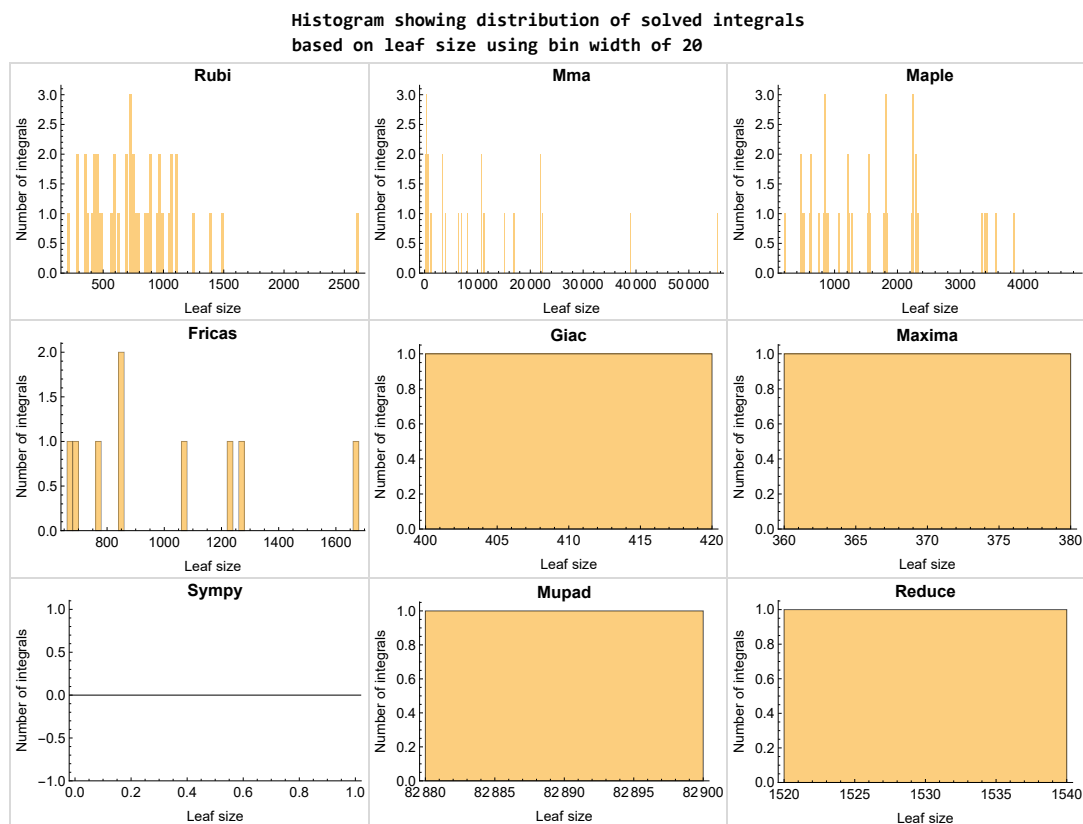 Histogram showing distribution of solved integrals
based on leaf size using bin width of 20
Rubi
Number of integrals
3.0
2.5
2.0
1.5
1.0
0.5
0.0
500 1000 1500 2000 2500
Leaf size
Mma
Number of integrals
3.0
2.5
2.0
1.5
1.0
0.5
0.0
0 10 000 20 000 30 000 40 000 50 000
Leaf size
Maple
Number of integrals
3.0
2.5
2.0
1.5
1.0
0.5
0.0
1000 2000 3000 4000
Leaf size
Fricas
Number of integrals
2.0
1.5
1.0
0.5
0.0
800 1000 1200 1400 1600
Leaf size
Giac
Number of integrals
1.0
0.8
0.6
0.4
0.2
0.0
400 405 410 415 420
Leaf size
Maxima
Number of integrals
1.0
0.8
0.6
0.4
0.2
0.0
360 365 370 375 380
Leaf size
Sympy
Number of integrals
1.0
0.5
0.0
−0.5
−1.0
0.0 0.2 0.4 0.6 0.8 1.0
Leaf size
Mupad
Number of integrals
1.0
0.8
0.6
0.4
0.2
0.0
82 880 82 885 82 890 82 895 82 900
Leaf size
Reduce
Number of integrals
1.0
0.8
0.6
0.4
0.2
0.0
1520 1525 1530 1535 1540
Leaf size